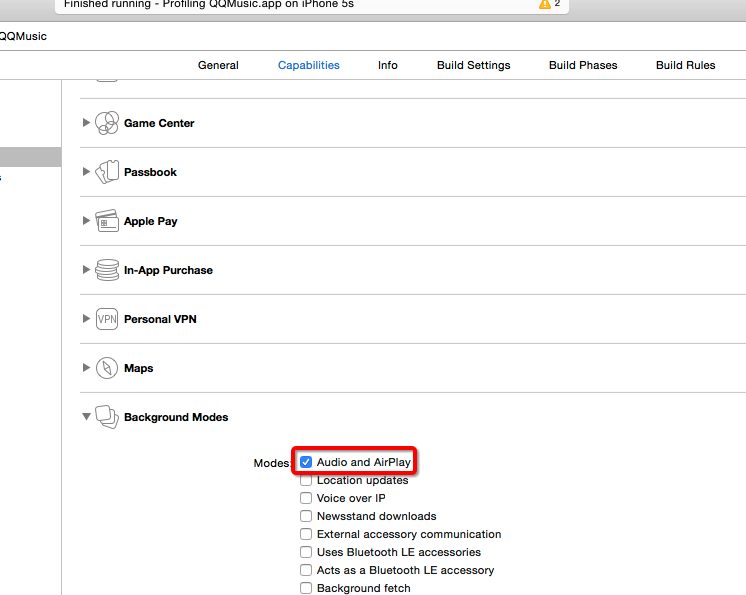 Finished running - Profiling QQMusic.app on iPhone 5s 2
QQMusic
General Capabilities Info Build Settings Build Phases Build Rules
Game Center
Passbook
Apple Pay
In-App Purchase
VPN Personal VPN
Maps
Background Modes
Modes: Audio and AirPlay
Location updates
Voice over IP
Newsstand downloads
External accessory communication
Uses Bluetooth LE accessories
Acts as a Bluetooth LE accessory
Background fetch